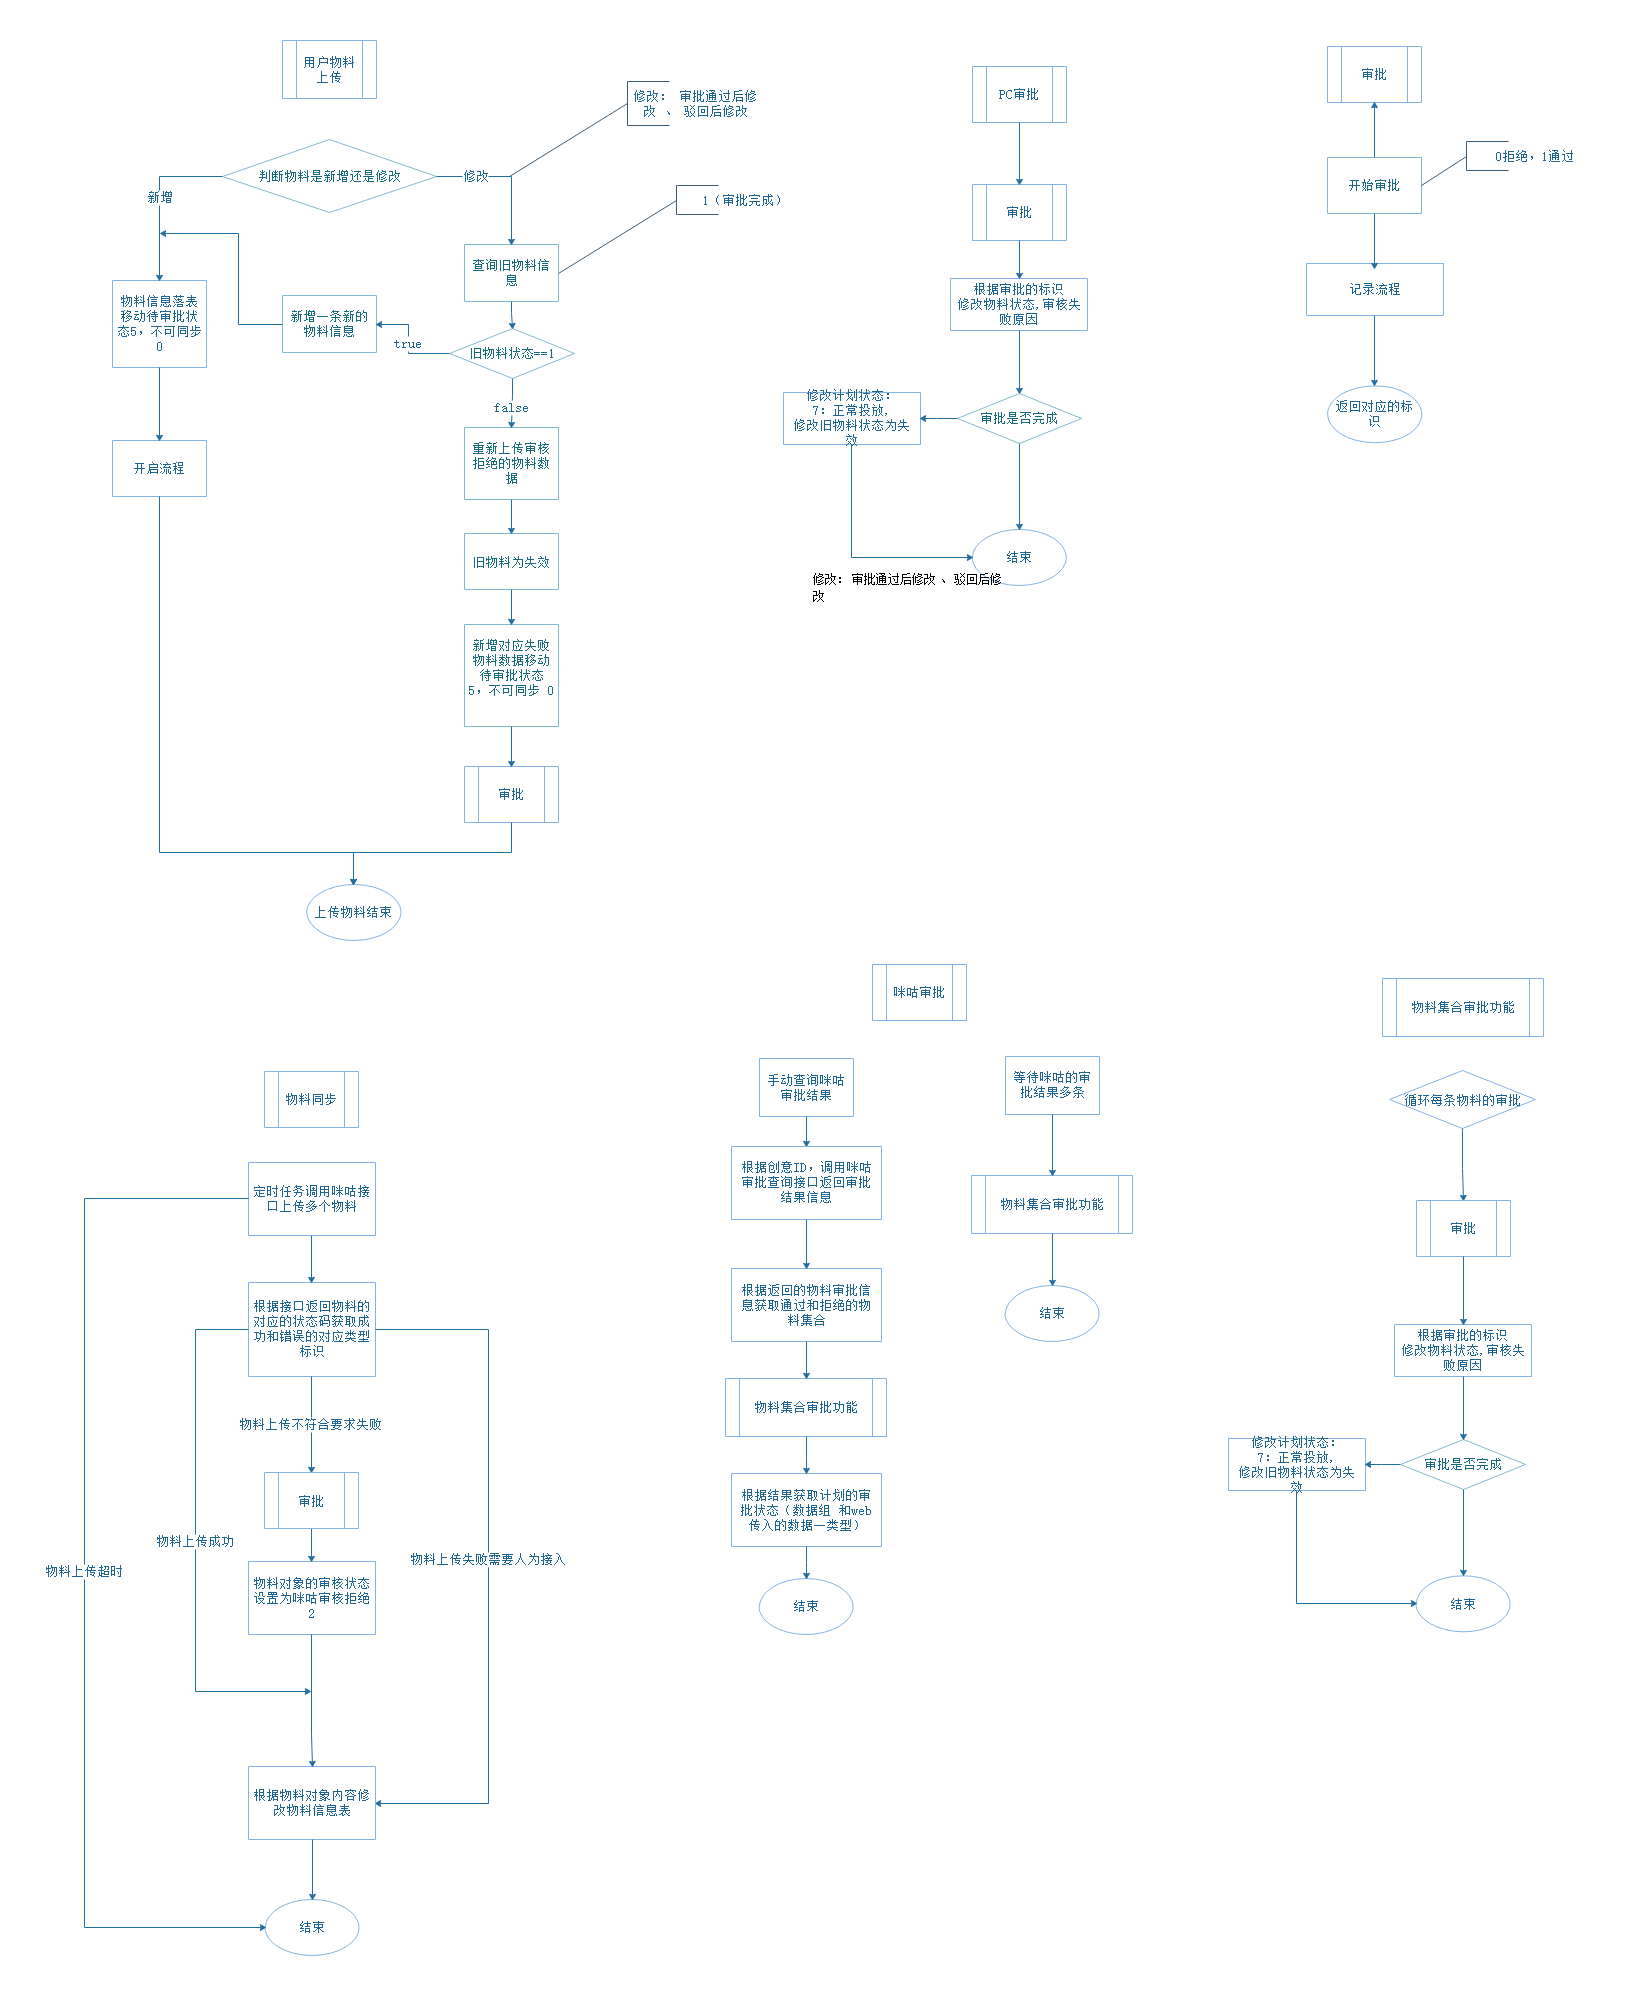 用户物料
上传
判断物料是新增还是修改
新增
修改
修改: 审批通过后修
改 、 驳回后修改
1（审批完成）
查询旧物料信
息
旧物料状态==1
true
新增一条新的
物料信息
物料信息落表
移动待审批状
态5，不可同步
0
开启流程
false
重新上传审核
拒绝的物料数
据
旧物料为失效
新增对应失败
物料数据移动
待审批状态
5，不可同步 0
审批
上传物料结束
PC审批
审批
根据审批的标识
修改物料状态,审核失
败原因
审批是否完成
修改计划状态:
7: 正常投放,
修改旧物料状态为失
效
结束
修改: 审批通过后修改 、驳回后修
改
审批
开始审批
0拒绝，1通过
记录流程
返回对应的标
识
物料同步
定时任务调用咪咕接
口上传多个物料
根据接口返回物料的
对应的状态码获取成
功和错误的对应类型
标识
物料上传不符合要求失败
审批
物料上传成功
物料上传失败需要人为接入
物料上传超时
物料对象的审核状态
设置为咪咕审核拒绝
2
根据物料对象内容修
改物料信息表
结束
咪咕审批
手动查询咪咕
审批结果
根据创意ID，调用咪咕
审批查询接口返回审批
结果信息
根据返回的物料审批信
息获取通过和拒绝的物
料集合
物料集合审批功能
根据结果获取计划的审
批状态（数据组 和web
传入的数据一类型）
结束
等待咪咕的审
批结果多条
物料集合审批功能
结束
物料集合审批功能
循环每条物料的审批
审批
根据审批的标识
修改物料状态,审核失
败原因
审批是否完成
修改计划状态:
7: 正常投放,
修改旧物料状态为失
效
结束